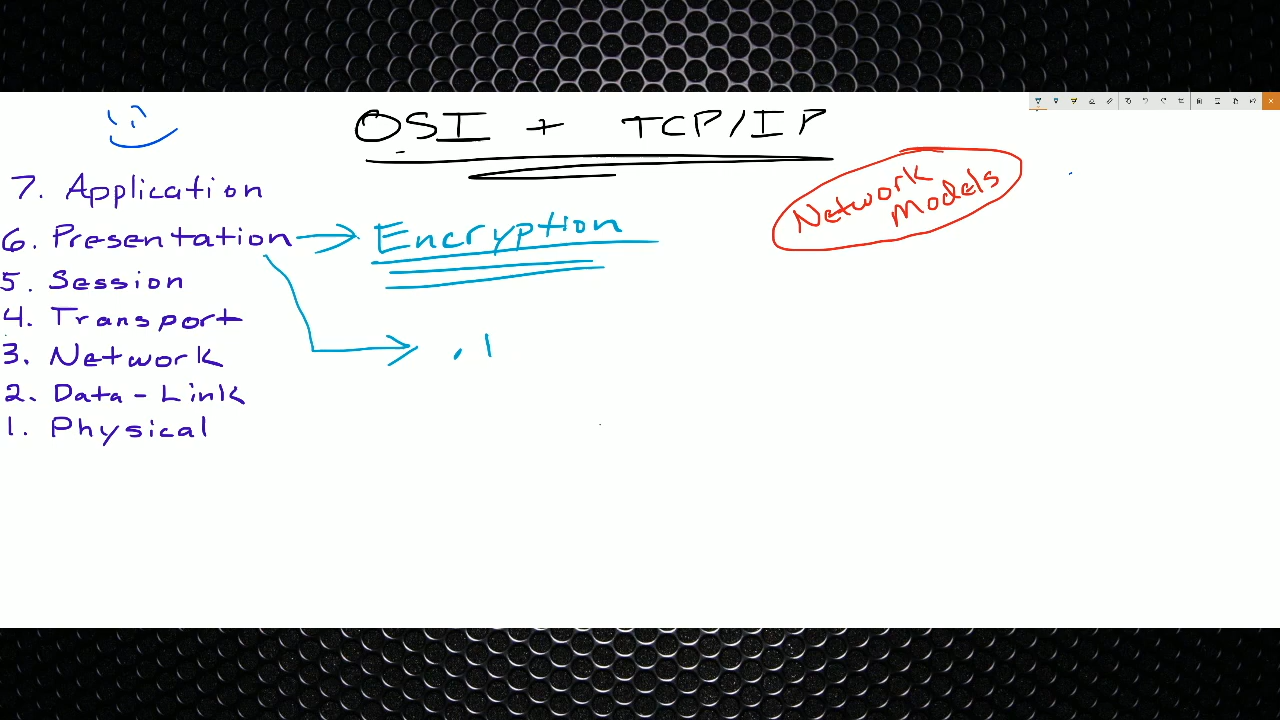 OSI + TCP/IP
Network
Models
7. Application
6. Presentation → Encryption
5. Session
4. Transport
3. Network
2. Data-Link
1. Physical